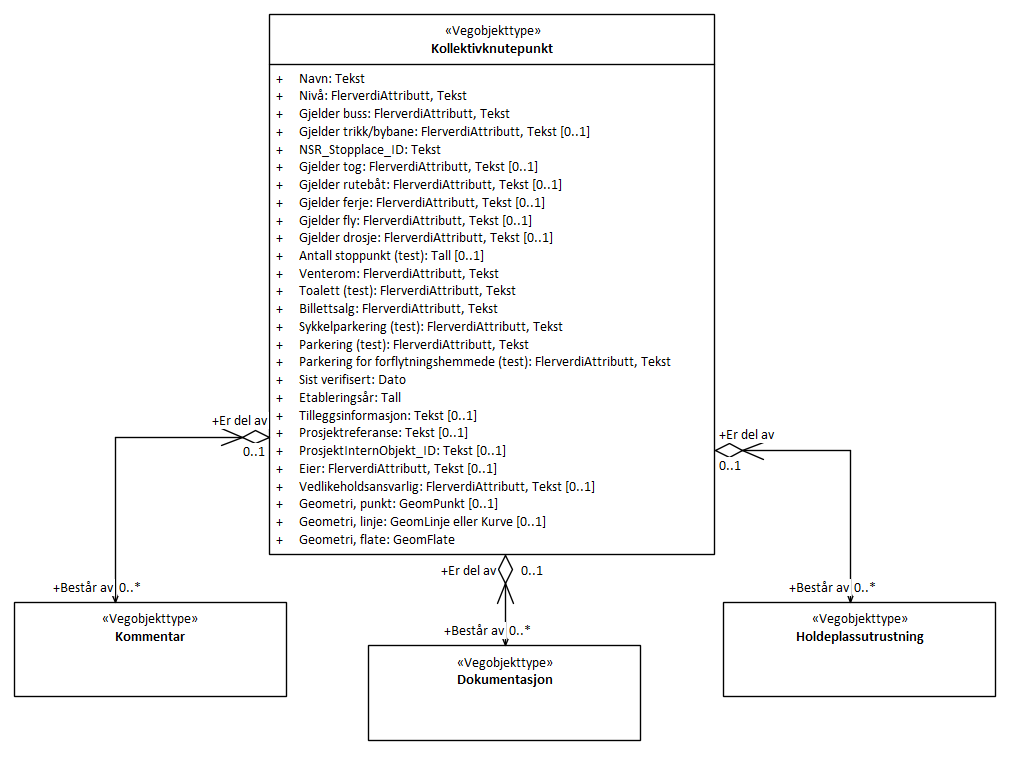 «Vegobjekttype»
Kollektivknutepunkt
+ Navn: Tekst
+ Nivå: FlerverdiAttributt, Tekst
+ Gjelder buss: FlerverdiAttributt, Tekst
+ Gjelder trikk/bybane: FlerverdiAttributt, Tekst [0..1]
+ NSR_Stopplace_ID: Tekst
+ Gjelder tog: FlerverdiAttributt, Tekst [0..1]
+ Gjelder rutebåt: FlerverdiAttributt, Tekst [0..1]
+ Gjelder ferje: FlerverdiAttributt, Tekst [0..1]
+ Gjelder fly: FlerverdiAttributt, Tekst [0..1]
+ Gjelder drosje: FlerverdiAttributt, Tekst [0..1]
+ Antall stoppunkt (test): Tall [0..1]
+ Venterom: FlerverdiAttributt, Tekst
+ Toalett (test): FlerverdiAttributt, Tekst
+ Billettsalg: FlerverdiAttributt, Tekst
+ Sykkelparkering (test): FlerverdiAttributt, Tekst
+ Parkering (test): FlerverdiAttributt, Tekst
+ Parkering for forflytningshemmede (test): FlerverdiAttributt, Tekst
+ Sist verifisert: Dato
+ Etableringsår: Tall
+ Tilleggsinformasjon: Tekst [0..1]
+ Prosjektreferanse: Tekst [0..1]
+ ProsjektInternObjekt_ID: Tekst [0..1]
+ Eier: FlerverdiAttributt, Tekst [0..1]
+ Vedlikeholdsansvarlig: FlerverdiAttributt, Tekst [0..1]
+ Geometri, punkt: GeomPunkt [0..1]
+ Geometri, linje: GeomLinje eller Kurve [0..1]
+ Geometri, flate: GeomFlate
+Er del av
0..1
+Er del av
0..1
+Er del av 0..1
+Består av 0..*
+Består av 0..*
+Består av 0..*
«Vegobjekttype»
Kommentar
«Vegobjekttype»
Dokumentasjon
«Vegobjekttype»
Holdeplassutrustning